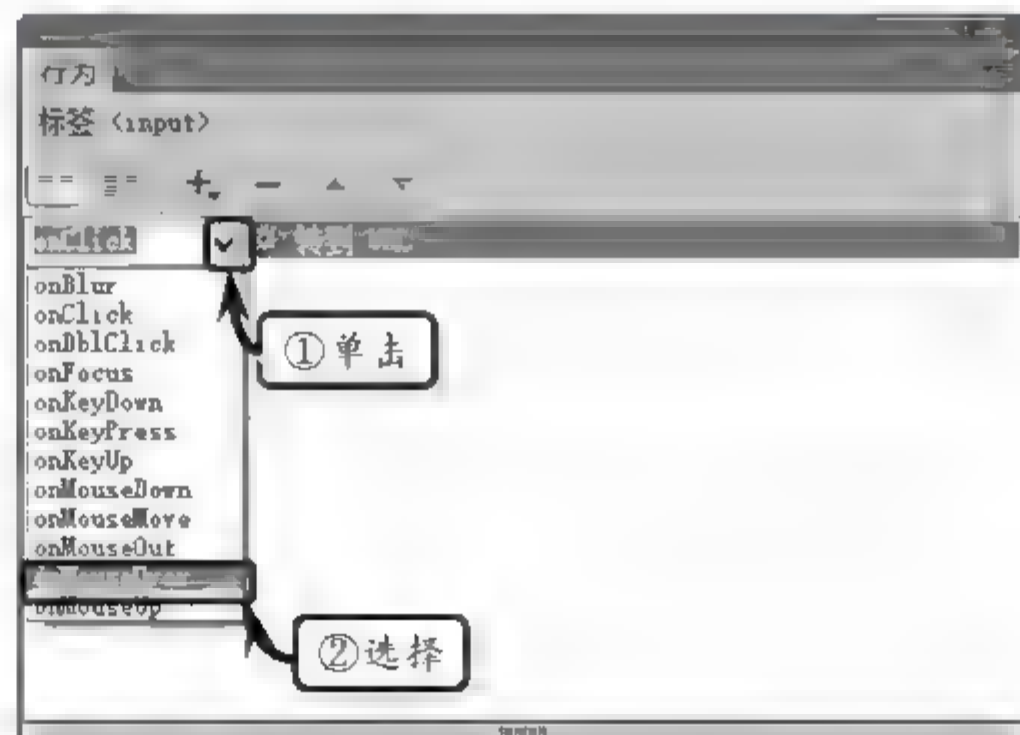 行为
标签 <input>
onClick
onBlur
onClick
onDblClick
onFocus
onKeyDown
onKeyPress
onKeyUp
onMouseDown
onMouseMove
onMouseOut
onMouseUp
①单击
②选择